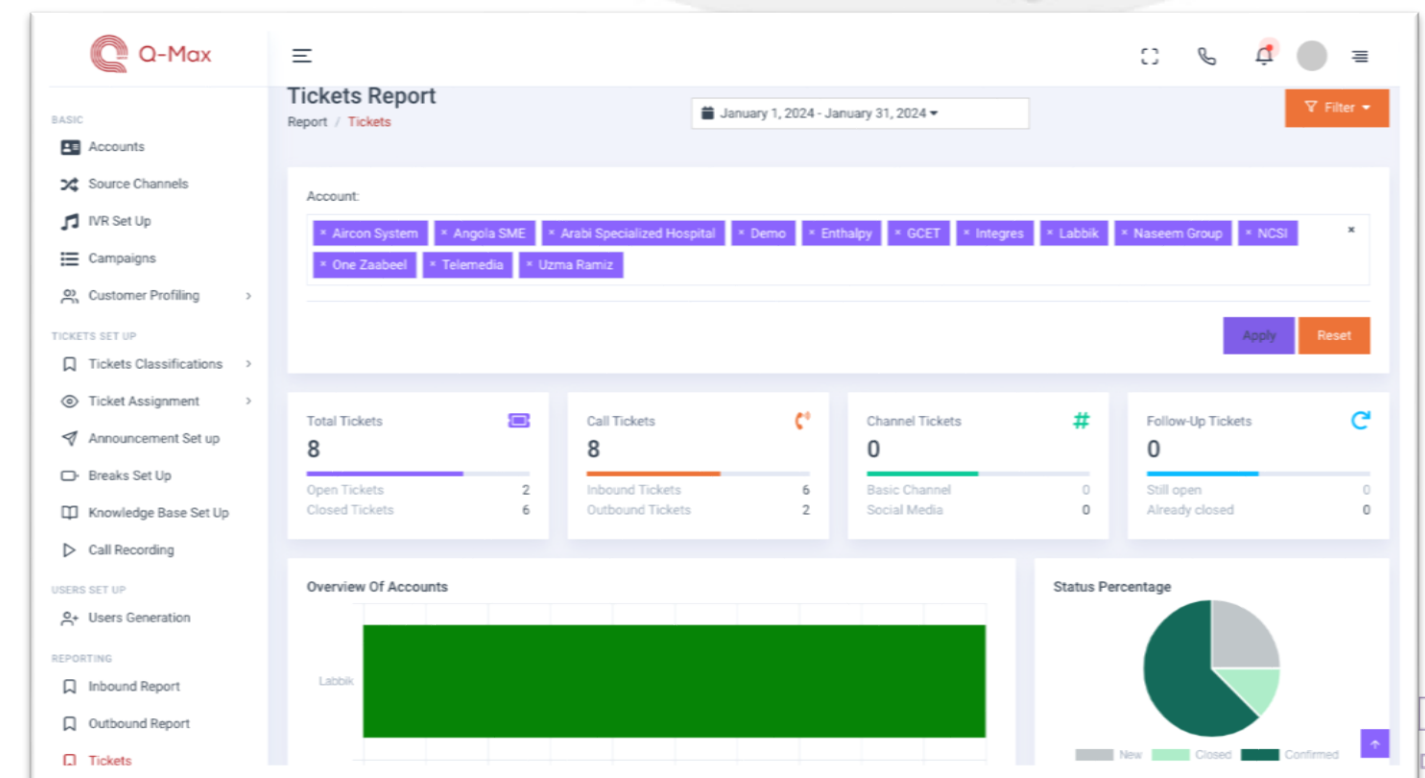 Q-Max
BASIC
Accounts
Source Channels
IVR Set Up
Campaigns
Customer Profiling
TICKETS SET UP
Tickets Classifications
Ticket Assignment
Announcement Set up
Breaks Set Up
Knowledge Base Set Up
Call Recording
USERS SET UP
Users Generation
REPORTING
Inbound Report
Outbound Report
Tickets
Tickets Report
Report / Tickets
January 1, 2024 - January 31, 2024
Filter
Account:
× Aircon System × Angola SME × Arabi Specialized Hospital × Demo × Enthalpy × GCET × Integres × Labbik × Naseem Group × NCSI ×
× One Zaabeel × Telemedia × Uzma Ramiz
Apply Reset
Total Tickets
8
Open Tickets 2
Closed Tickets 6
Call Tickets
8
Inbound Tickets 6
Outbound Tickets 2
Channel Tickets
0
Basic Channel 0
Social Media 0
Follow-Up Tickets
0
Still open 0
Already closed 0
Overview Of Accounts
Labbik
Status Percentage
New Closed Confirmed